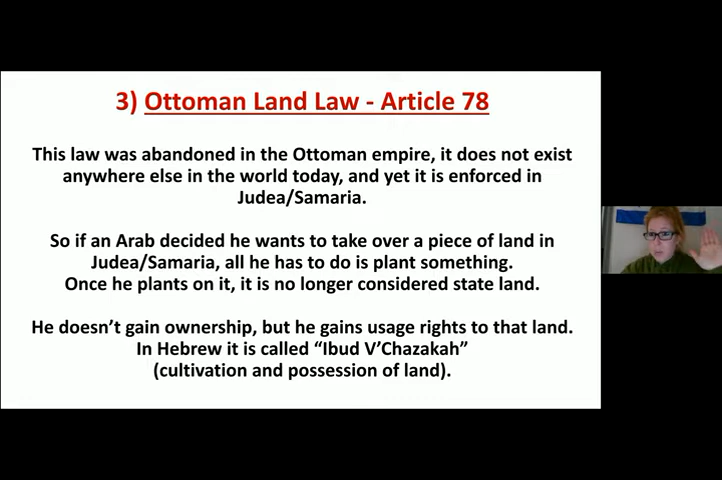 3) Ottoman Land Law - Article 78
This law was abandoned in the Ottoman empire, it does not exist
anywhere else in the world today, and yet it is enforced in
Judea/Samaria.
So if an Arab decided he wants to take over a piece of land in
Judea/Samaria, all he has to do is plant something.
Once he plants on it, it is no longer considered state land.
He doesn’t gain ownership, but he gains usage rights to that land.
In Hebrew it is called “Ibud V’Chazakah”
(cultivation and possession of land).